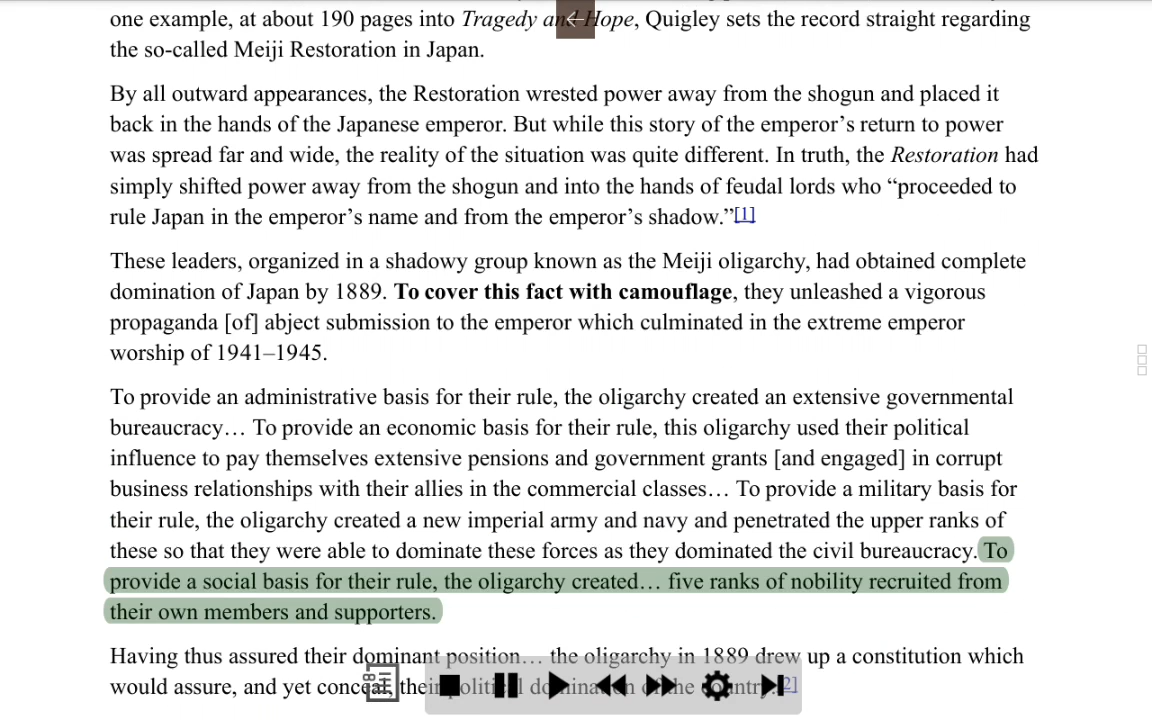 one example, at about 190 pages into Tragedy and Hope, Quigley sets the record straight regarding
the so-called Meiji Restoration in Japan.
By all outward appearances, the Restoration wrested power away from the shogun and placed it
back in the hands of the Japanese emperor. But while this story of the emperor’s return to power
was spread far and wide, the reality of the situation was quite different. In truth, the Restoration had
simply shifted power away from the shogun and into the hands of feudal lords who “proceeded to
rule Japan in the emperor’s name and from the emperor’s shadow.”[1]
These leaders, organized in a shadowy group known as the Meiji oligarchy, had obtained complete
domination of Japan by 1889. To cover this fact with camouflage, they unleashed a vigorous
propaganda [of] abject submission to the emperor which culminated in the extreme emperor
worship of 1941–1945.
To provide an administrative basis for their rule, the oligarchy created an extensive governmental
bureaucracy… To provide an economic basis for their rule, this oligarchy used their political
influence to pay themselves extensive pensions and government grants [and engaged] in corrupt
business relationships with their allies in the commercial classes… To provide a military basis for
their rule, the oligarchy created a new imperial army and navy and penetrated the upper ranks of
these so that they were able to dominate these forces as they dominated the civil bureaucracy. To
provide a social basis for their rule, the oligarchy created… five ranks of nobility recruited from
their own members and supporters.
Having thus assured their dominant position… the oligarchy in 1889 drew up a constitution which
would assure, and yet conceal, their political domination of the country.[2]